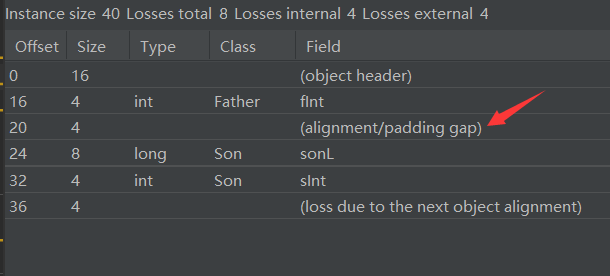 Instance size 40 Losses total 8 Losses internal 4 Losses external 4
Offset Size Type Class Field
0 16 (object header)
16 4 int Father fInt
20 4 (alignment/padding gap)
24 8 long Son sonL
32 4 int Son sInt
36 4 (loss due to the next object alignment)